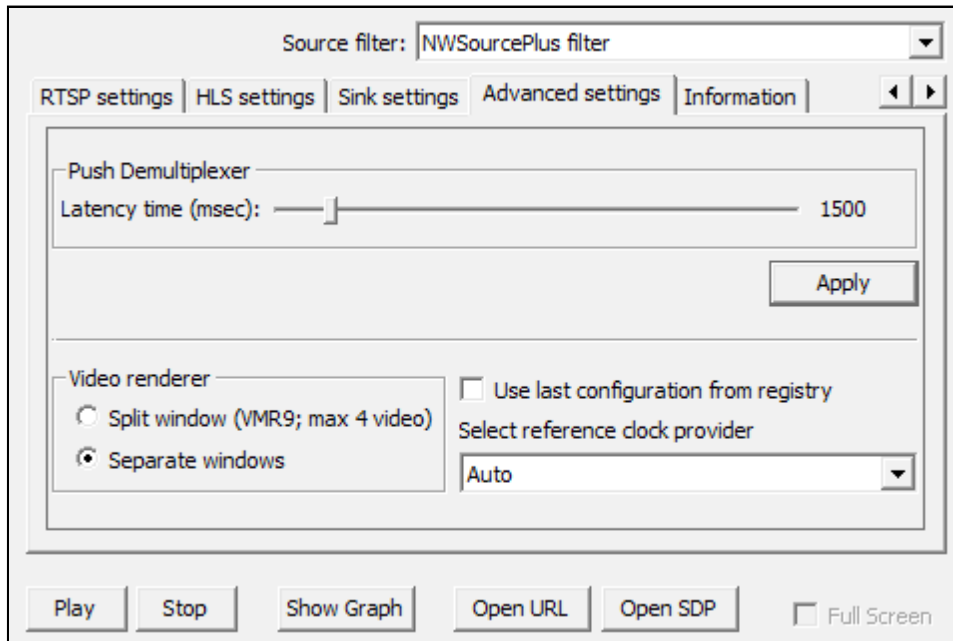 Source filter: NWSourcePlus filter
RTSP settings HLS settings Sink settings Advanced settings Information
Push Demultiplexer
Latency time (msec): 1500
Apply
Video renderer
Split window (VMR9; max 4 video)
Separate windows
Use last configuration from registry
Select reference clock provider
Auto
Play Stop Show Graph Open URL Open SDP Full Screen